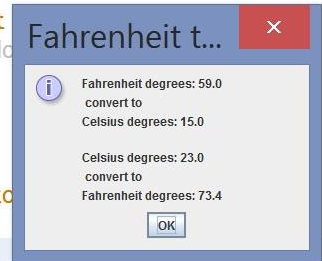 Fahrenheit t...
Fahrenheit degrees: 59.0
convert to
Celsius degrees: 15.0
Celsius degrees: 23.0
convert to
Fahrenheit degrees: 73.4
OK